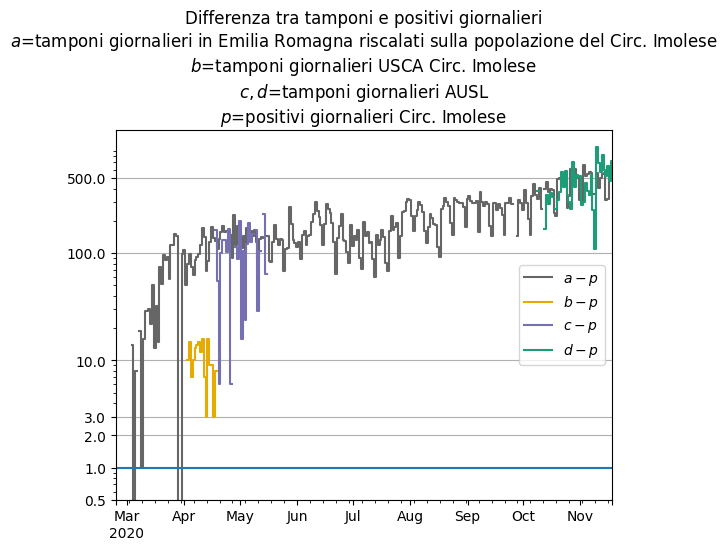 Differenza tra tamponi e positivi giornalieri
a=tamponi giornalieri in Emilia Romagna riscalati sulla popolazione del Circ. Imolese
b=tamponi giornalieri USCA Circ. Imolese
c, d=tamponi giornalieri AUSL
p=positivi giornalieri Circ. Imolese
500.0
100.0
10.0
3.0
2.0
1.0
0.5
a − p
b − p
c − p
d − p
Mar Apr May Jun Jul Aug Sep Oct Nov
2020